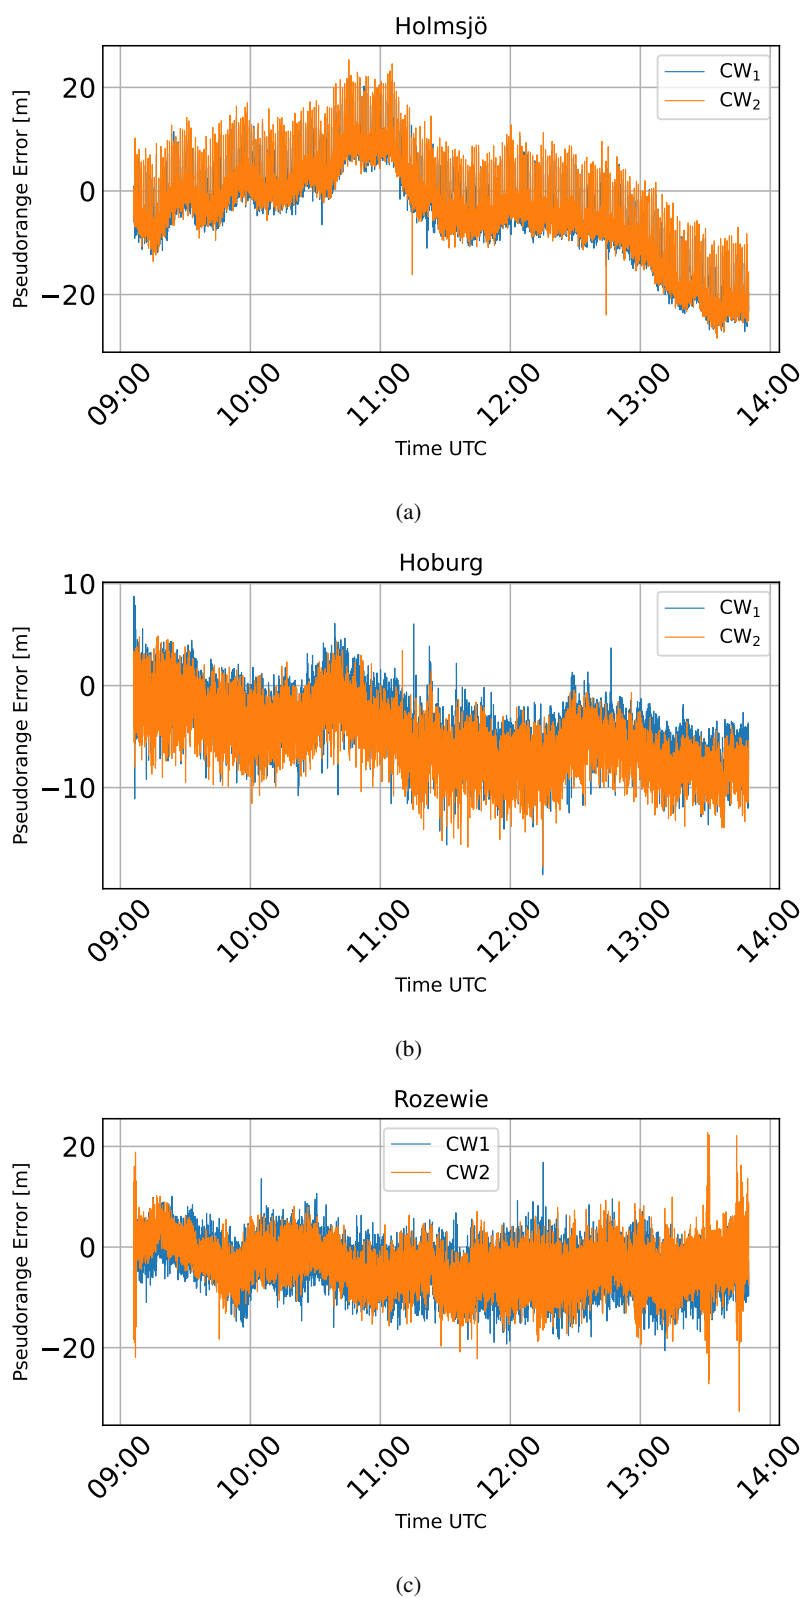 Holmsjö
CW₁
CW₂
Pseudorange Error [m]
20
0
−20
09:00 10:00 11:00 12:00 13:00 14:00
Time UTC
(a)
Hoburg
CW₁
CW₂
Pseudorange Error [m]
10
0
−10
09:00 10:00 11:00 12:00 13:00 14:00
Time UTC
(b)
Rozewie
CW1
CW2
Pseudorange Error [m]
20
0
−20
09:00 10:00 11:00 12:00 13:00 14:00
Time UTC
(c)